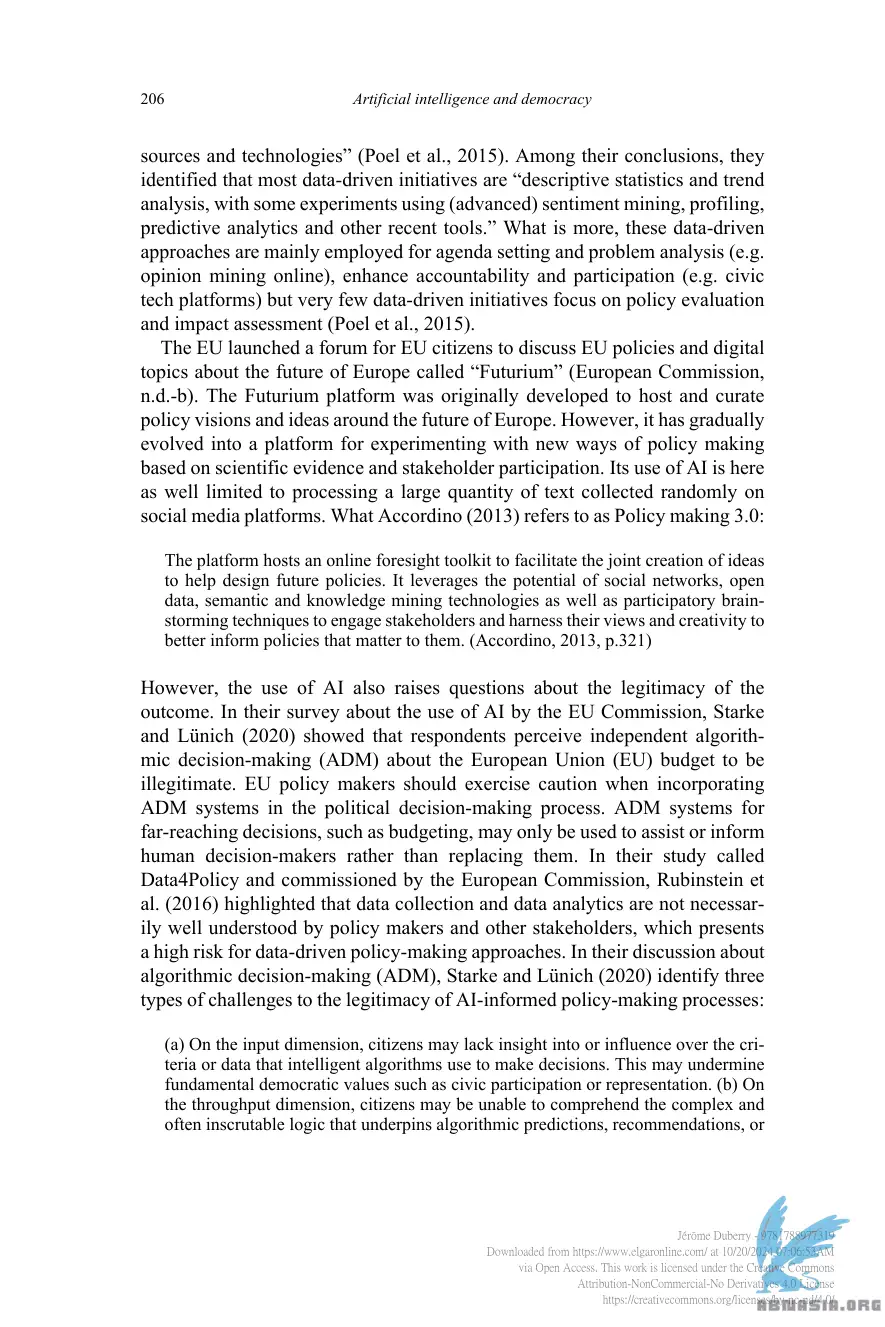 206 Artificial intelligence and democracy
sources and technologies” (Poel et al., 2015). Among their conclusions, they
identified that most data-driven initiatives are “descriptive statistics and trend
analysis, with some experiments using (advanced) sentiment mining, profiling,
predictive analytics and other recent tools.” What is more, these data-driven
approaches are mainly employed for agenda setting and problem analysis (e.g.
opinion mining online), enhance accountability and participation (e.g. civic
tech platforms) but very few data-driven initiatives focus on policy evaluation
and impact assessment (Poel et al., 2015).
The EU launched a forum for EU citizens to discuss EU policies and digital
topics about the future of Europe called “Futurium” (European Commission,
n.d.-b). The Futurium platform was originally developed to host and curate
policy visions and ideas around the future of Europe. However, it has gradually
evolved into a platform for experimenting with new ways of policy making
based on scientific evidence and stakeholder participation. Its use of AI is here
as well limited to processing a large quantity of text collected randomly on
social media platforms. What Accordino (2013) refers to as Policy making 3.0:
The platform hosts an online foresight toolkit to facilitate the joint creation of ideas
to help design future policies. It leverages the potential of social networks, open
data, semantic and knowledge mining technologies as well as participatory brain-
storming techniques to engage stakeholders and harness their views and creativity to
better inform policies that matter to them. (Accordino, 2013, p.321)
However, the use of AI also raises questions about the legitimacy of the
outcome. In their survey about the use of AI by the EU Commission, Starke
and Lünich (2020) showed that respondents perceive independent algorith-
mic decision-making (ADM) about the European Union (EU) budget to be
illegitimate. EU policy makers should exercise caution when incorporating
ADM systems in the political decision-making process. ADM systems for
far-reaching decisions, such as budgeting, may only be used to assist or inform
human decision-makers rather than replacing them. In their study called
Data4Policy and commissioned by the European Commission, Rubinstein et
al. (2016) highlighted that data collection and data analytics are not necessar-
ily well understood by policy makers and other stakeholders, which presents
a high risk for data-driven policy-making approaches. In their discussion about
algorithmic decision-making (ADM), Starke and Lünich (2020) identify three
types of challenges to the legitimacy of AI-informed policy-making processes:
(a) On the input dimension, citizens may lack insight into or influence over the cri-
teria or data that intelligent algorithms use to make decisions. This may undermine
fundamental democratic values such as civic participation or representation. (b) On
the throughput dimension, citizens may be unable to comprehend the complex and
often inscrutable logic that underpins algorithmic predictions, recommendations, or
Jérôme Duberry - 9781788977319
Downloaded from https://www.elgaronline.com/ at 10/20/2024 07:06:53AM
via Open Access. This work is licensed under the Creative Commons
Attribution-NonCommercial-No Derivatives 4.0 License
https://creativecommons.org/licenses/by-nc-nd/4.0/
ABTWASIA.ORG